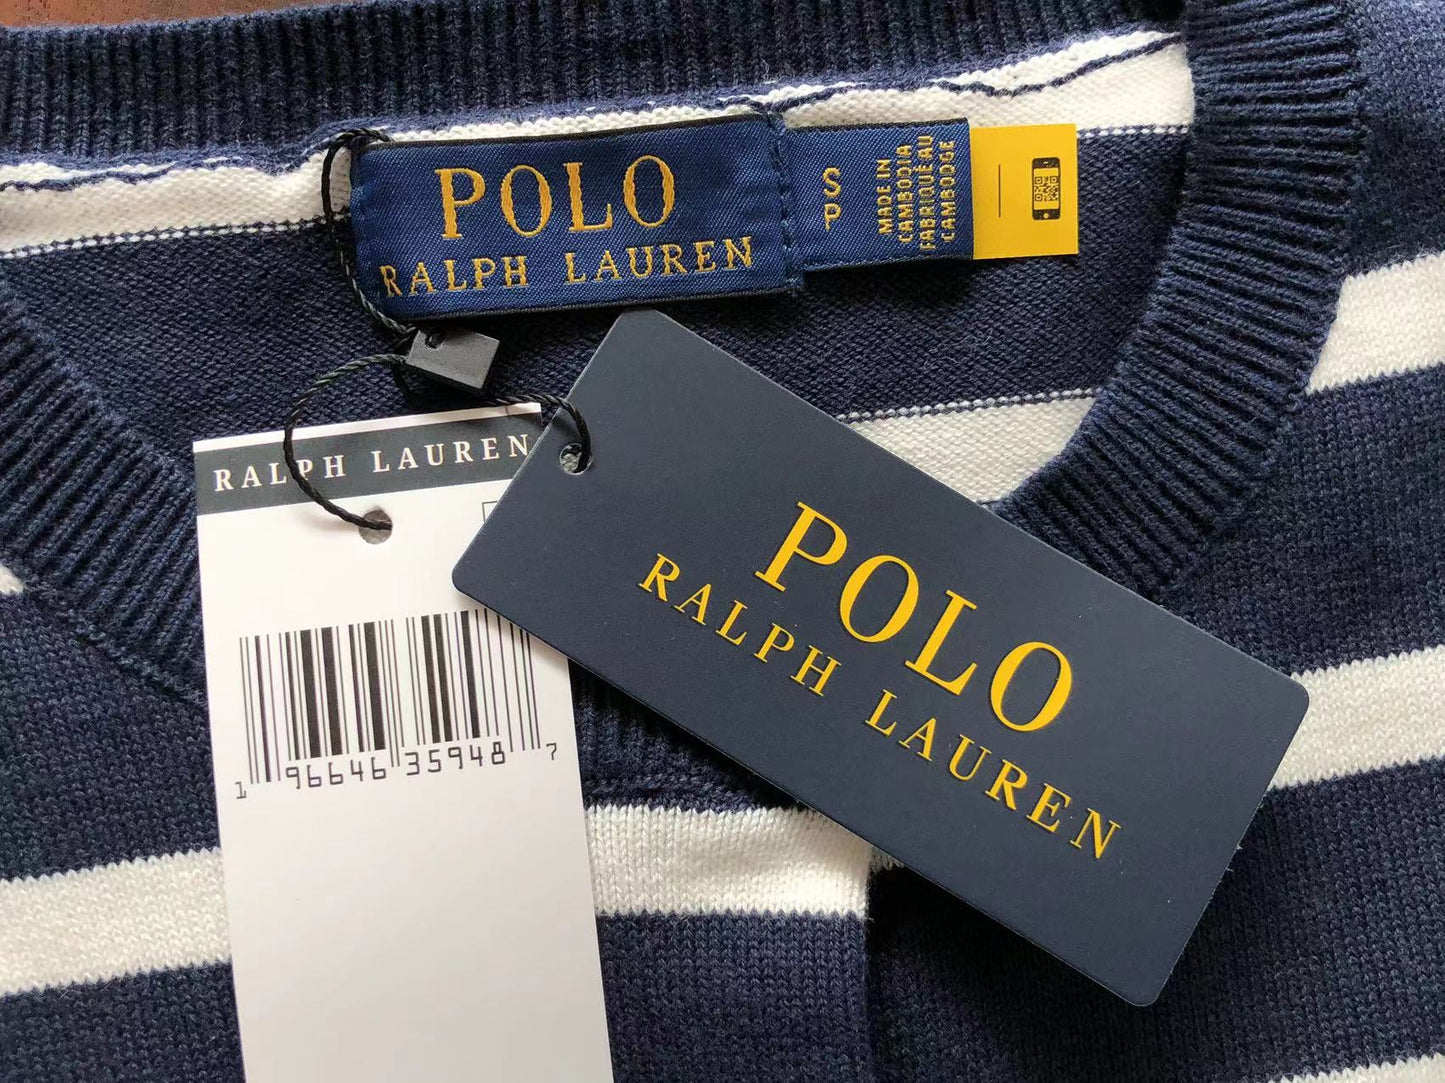 POLO
RALPH LAUREN
S
P
MADE IN
CAMBODIA
FABRIQUÉ AU
CAMBODGE
RALPH LAUREN
1 96646 35948 7
POLO
RALPH LAUREN